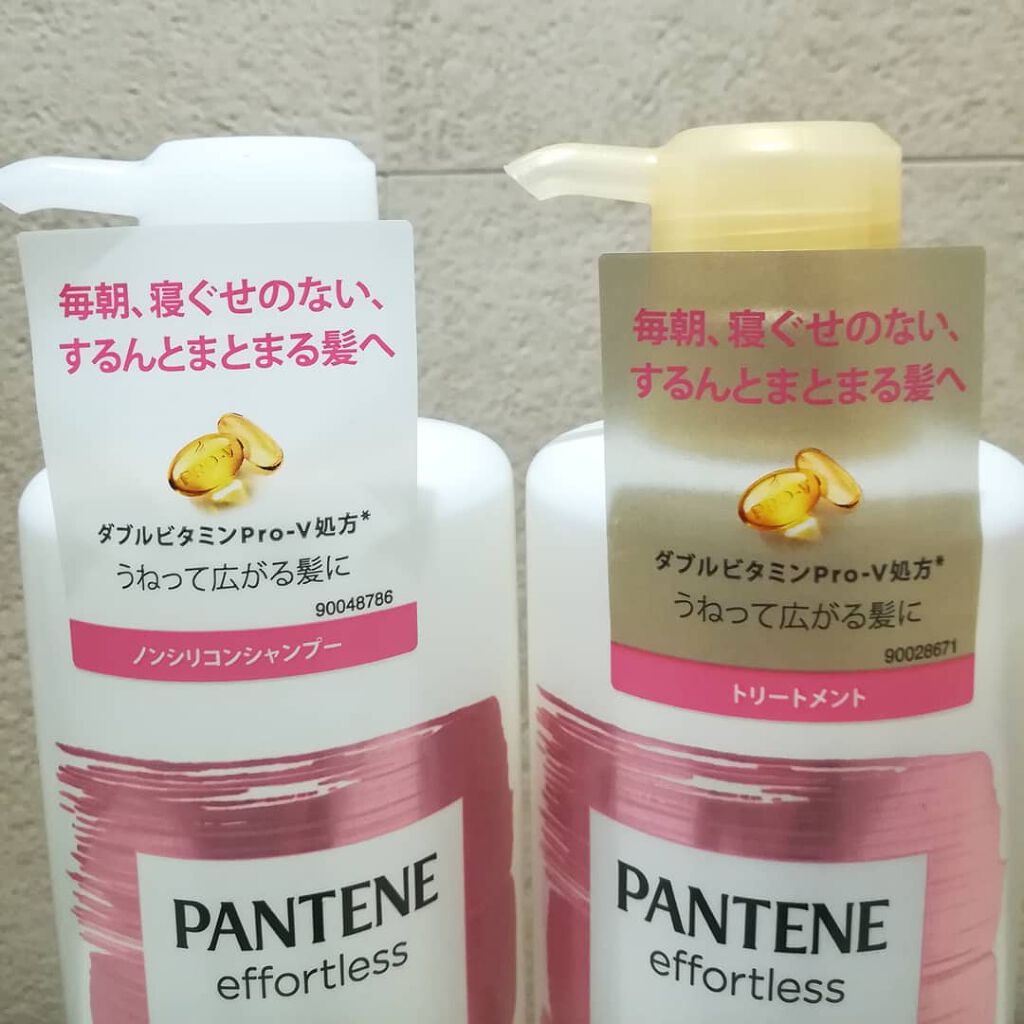 毎朝、寝ぐせのない、
するんとまとまる髪へ
PRO-V
ダブルビタミンPro-V処方*
うねって広がる髪に
90048786
ノンシリコンシャンプー
PANTENE
effortless
毎朝、寝ぐせのない、
するんとまとまる髪へ
PRO-V
ダブルビタミンPro-V処方*
うねって広がる髪に
90028671
トリートメント
PANTENE
effortless